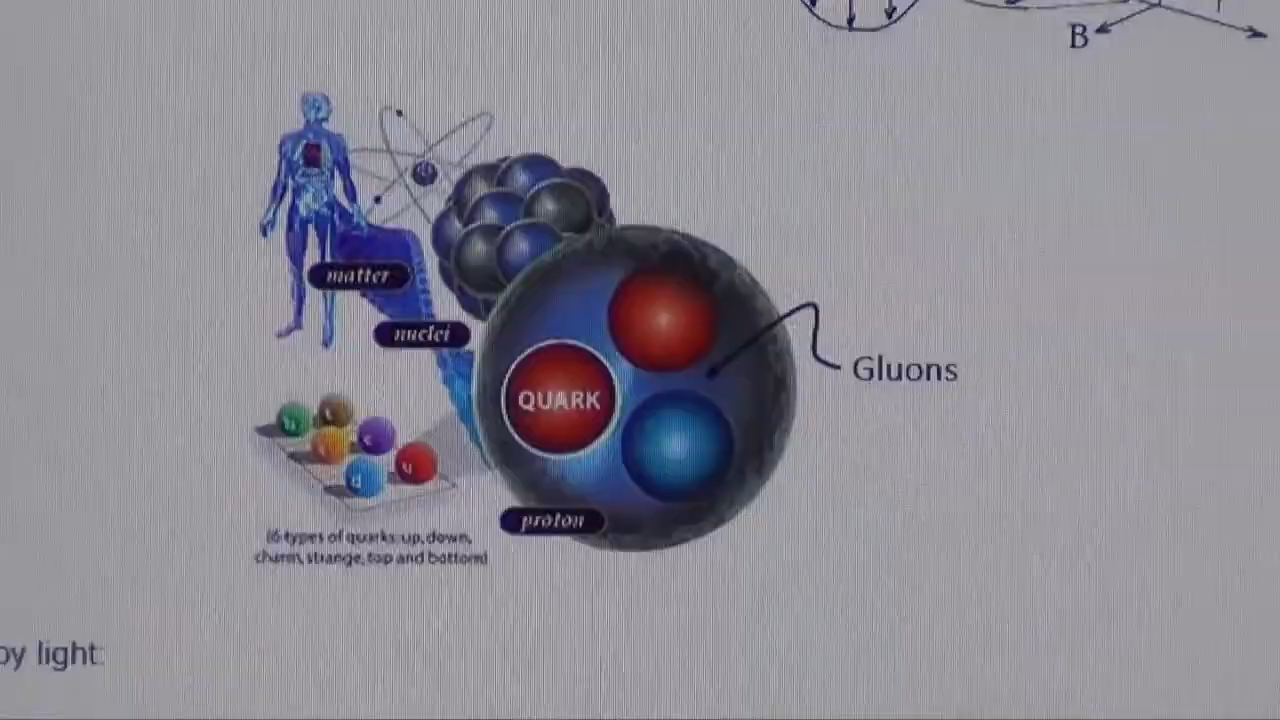 B
matter
nuclei
QUARK
Gluons
c
u
d
proton
(6 types of quarks: up, down,
charm, strange, top and bottom)
by light: